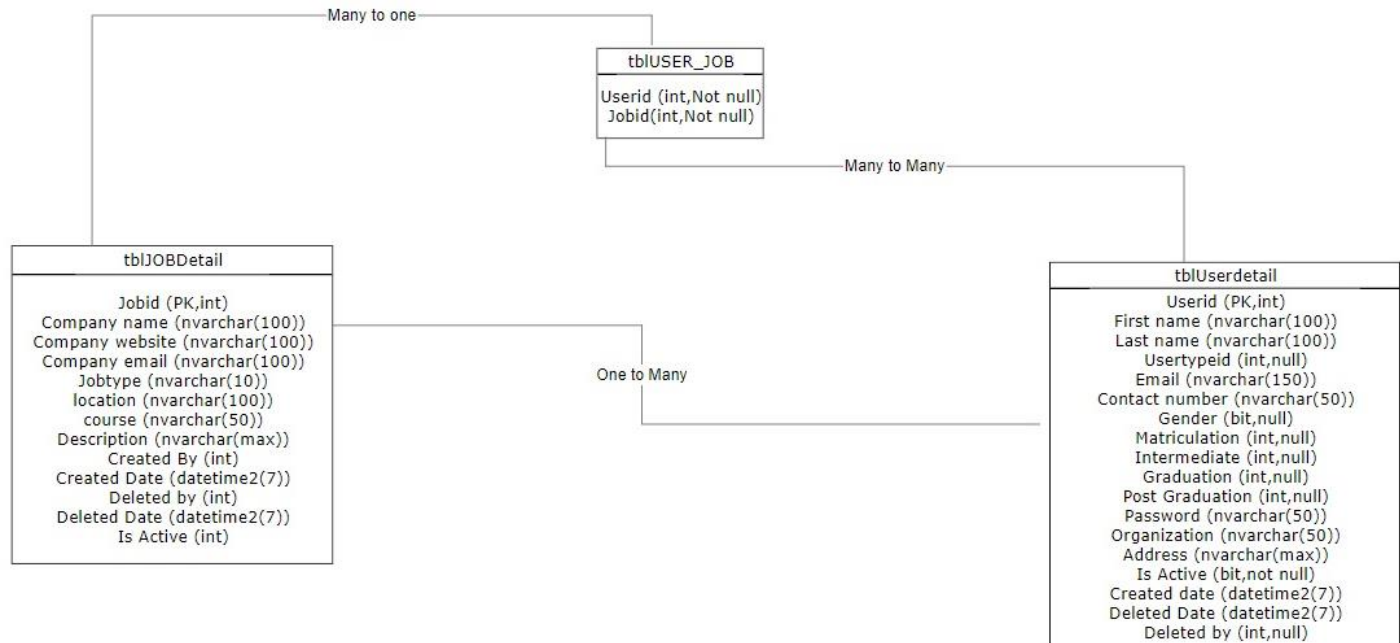 Many to one
tblUSER_JOB
Userid (int,Not null)
Jobid(int,Not null)
Many to Many
tblJOBDetail
Jobid (PK,int)
Company name (nvarchar(100))
Company website (nvarchar(100))
Company email (nvarchar(100))
Jobtype (nvarchar(10))
location (nvarchar(100))
course (nvarchar(50))
Description (nvarchar(max))
Created By (int)
Created Date (datetime2(7))
Deleted by (int)
Deleted Date (datetime2(7))
Is Active (int)
One to Many
tblUserdetail
Userid (PK,int)
First name (nvarchar(100))
Last name (nvarchar(100))
Usertypeid (int,null)
Email (nvarchar(150))
Contact number (nvarchar(50))
Gender (bit,null)
Matriculation (int,null)
Intermediate (int,null)
Graduation (int,null)
Post Graduation (int,null)
Password (nvarchar(50))
Organization (nvarchar(50))
Address (nvarchar(max))
Is Active (bit,not null)
Created date (datetime2(7))
Deleted Date (datetime2(7))
Deleted by (int,null)